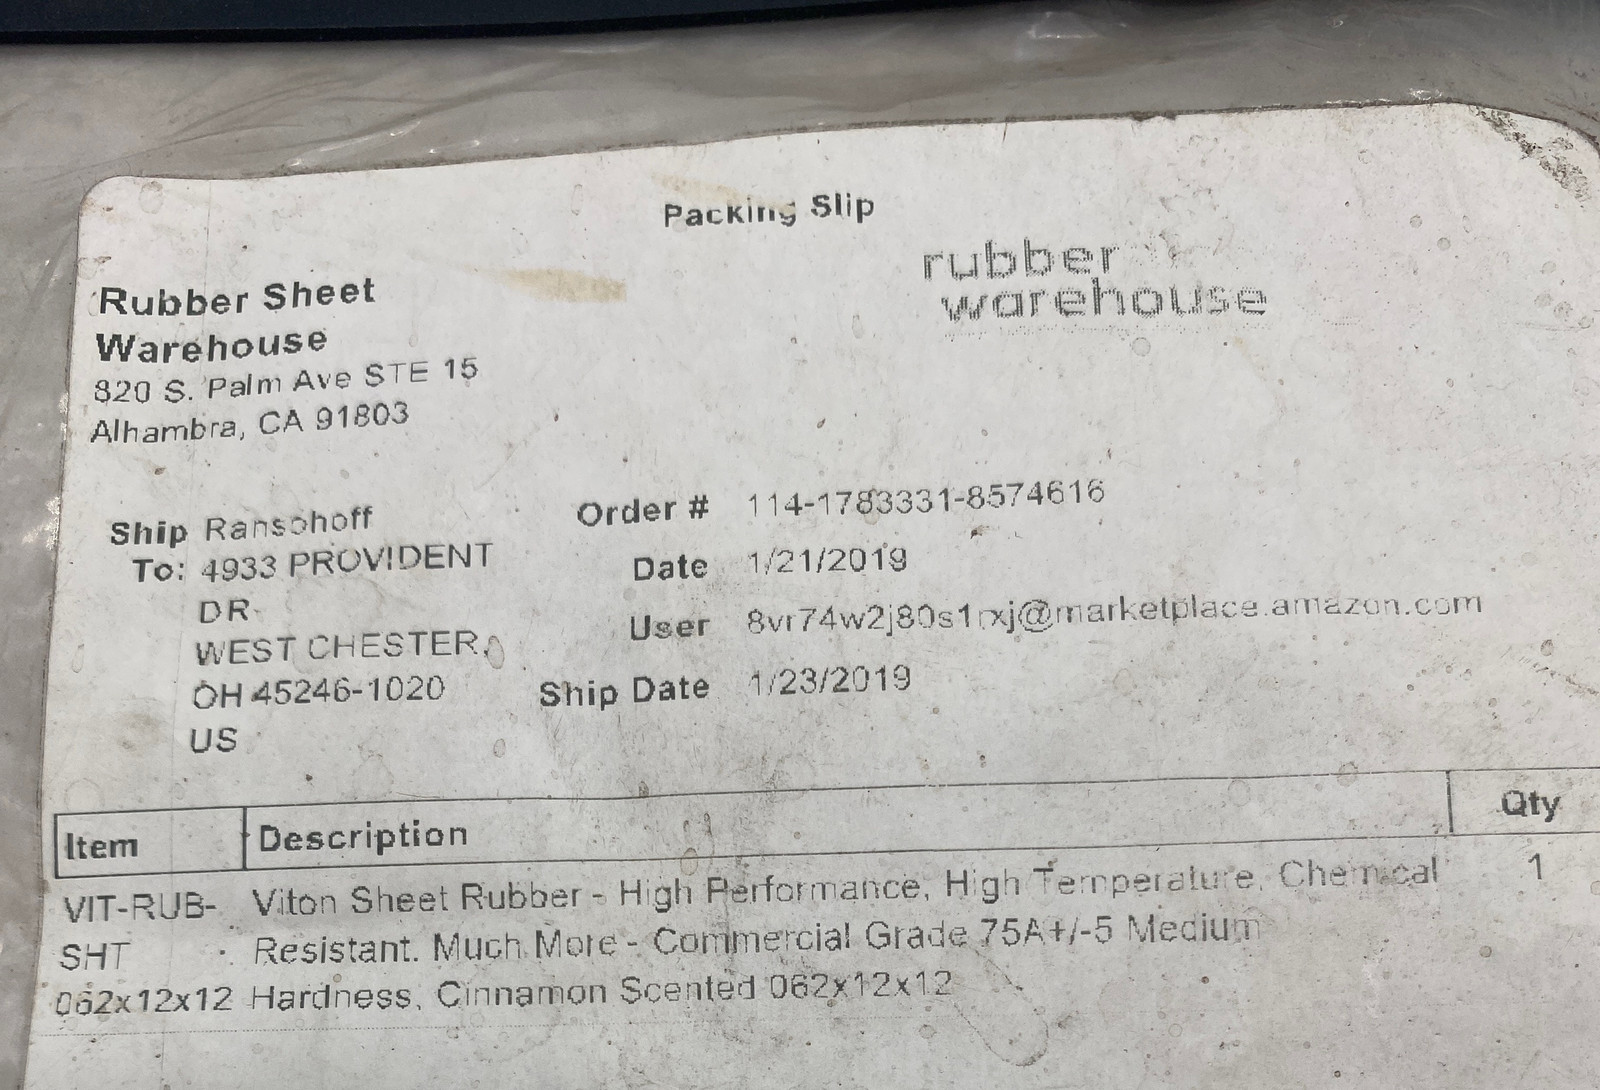 Packing Slip
rubber
warehouse
Rubber Sheet
Warehouse
820 S. Palm Ave STE 15
Alhambra, CA 91803
Ship To: Ransohoff
4933 PROVIDENT
DR
WEST CHESTER,
OH 45246-1020
US
Order # 114-1783331-8574616
Date 1/21/2019
User 8vr74w2j80s1rxj@marketplace.amazon.com
Ship Date 1/23/2019
Item Description Qty
VIT-RUB- Viton Sheet Rubber - High Performance, High Temperature, Chemical 1
SHT Resistant. Much More - Commercial Grade 75A+/-5 Medium
062x12x12 Hardness, Cinnamon Scented 062x12x12